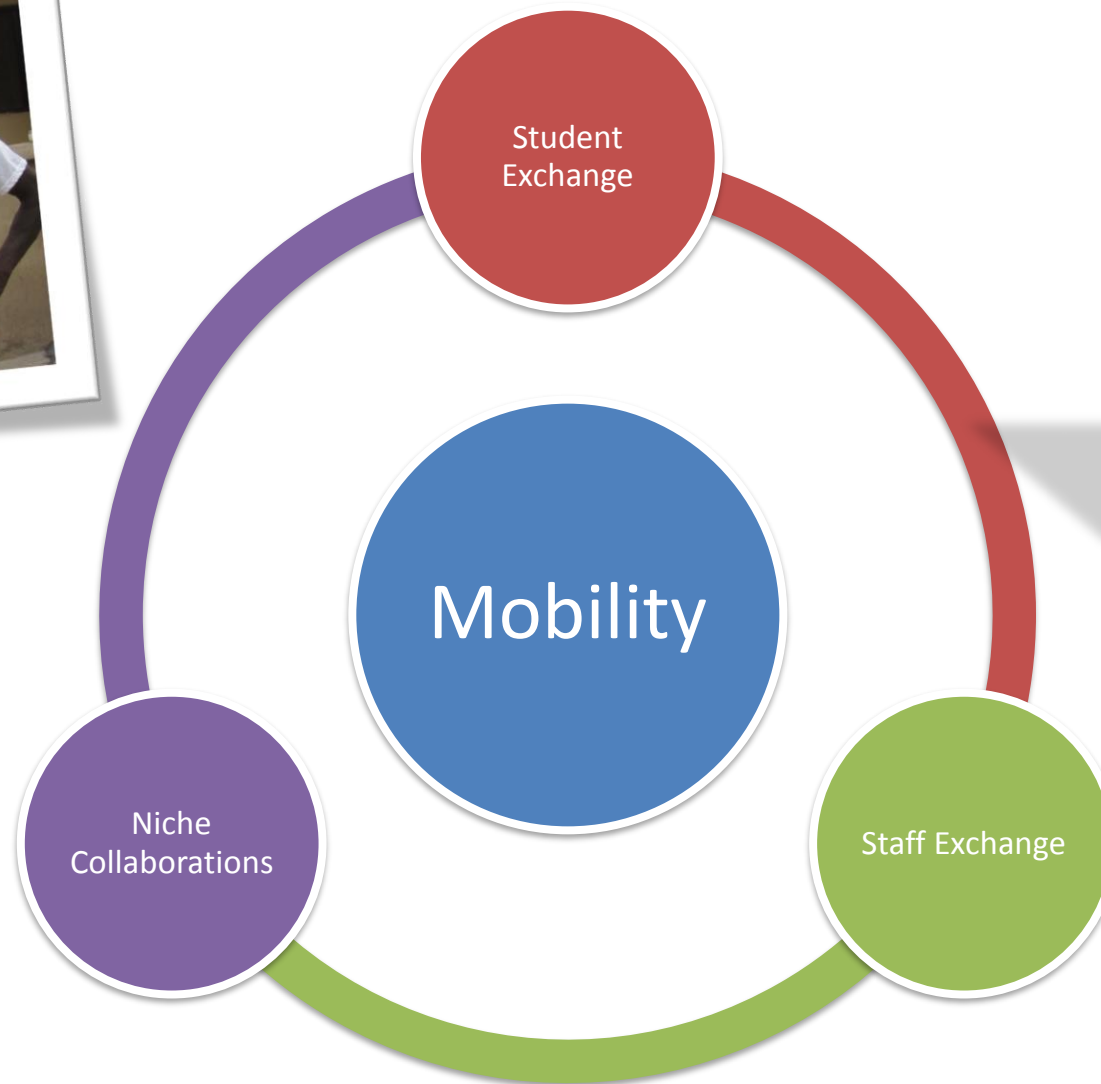 Student
Exchange
Mobility
Niche
Collaborations
Staff Exchange